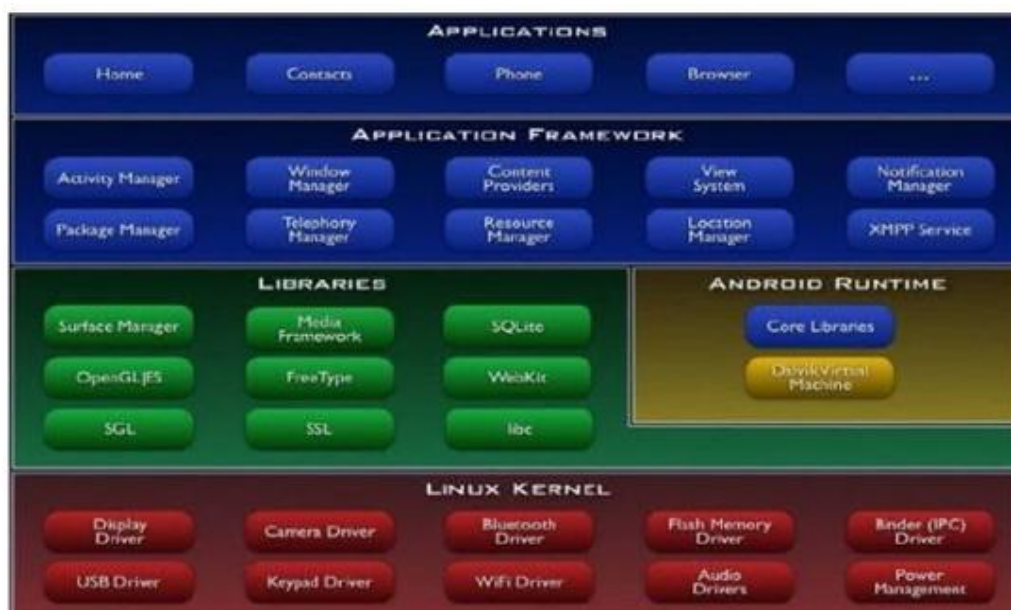 APPLICATIONS
Home
Contacts
Phone
Browser
...
APPLICATION FRAMEWORK
Activity Manager
Window
Manager
Content
Providers
View
System
Notification
Manager
Package Manager
Telephony
Manager
Resource
Manager
Location
Manager
XMPP Service
LIBRARIES
Surface Manager
Media
Framework
SQLite
OpenGL|ES
FreeType
WebKit
SGL
SSL
libc
ANDROID RUNTIME
Core Libraries
Dalvik Virtual
Machine
LINUX KERNEL
Display
Driver
Camera Driver
Bluetooth
Driver
Flash Memory
Driver
Binder (IPC)
Driver
USB Driver
Keypad Driver
WiFi Driver
Audio
Drivers
Power
Management